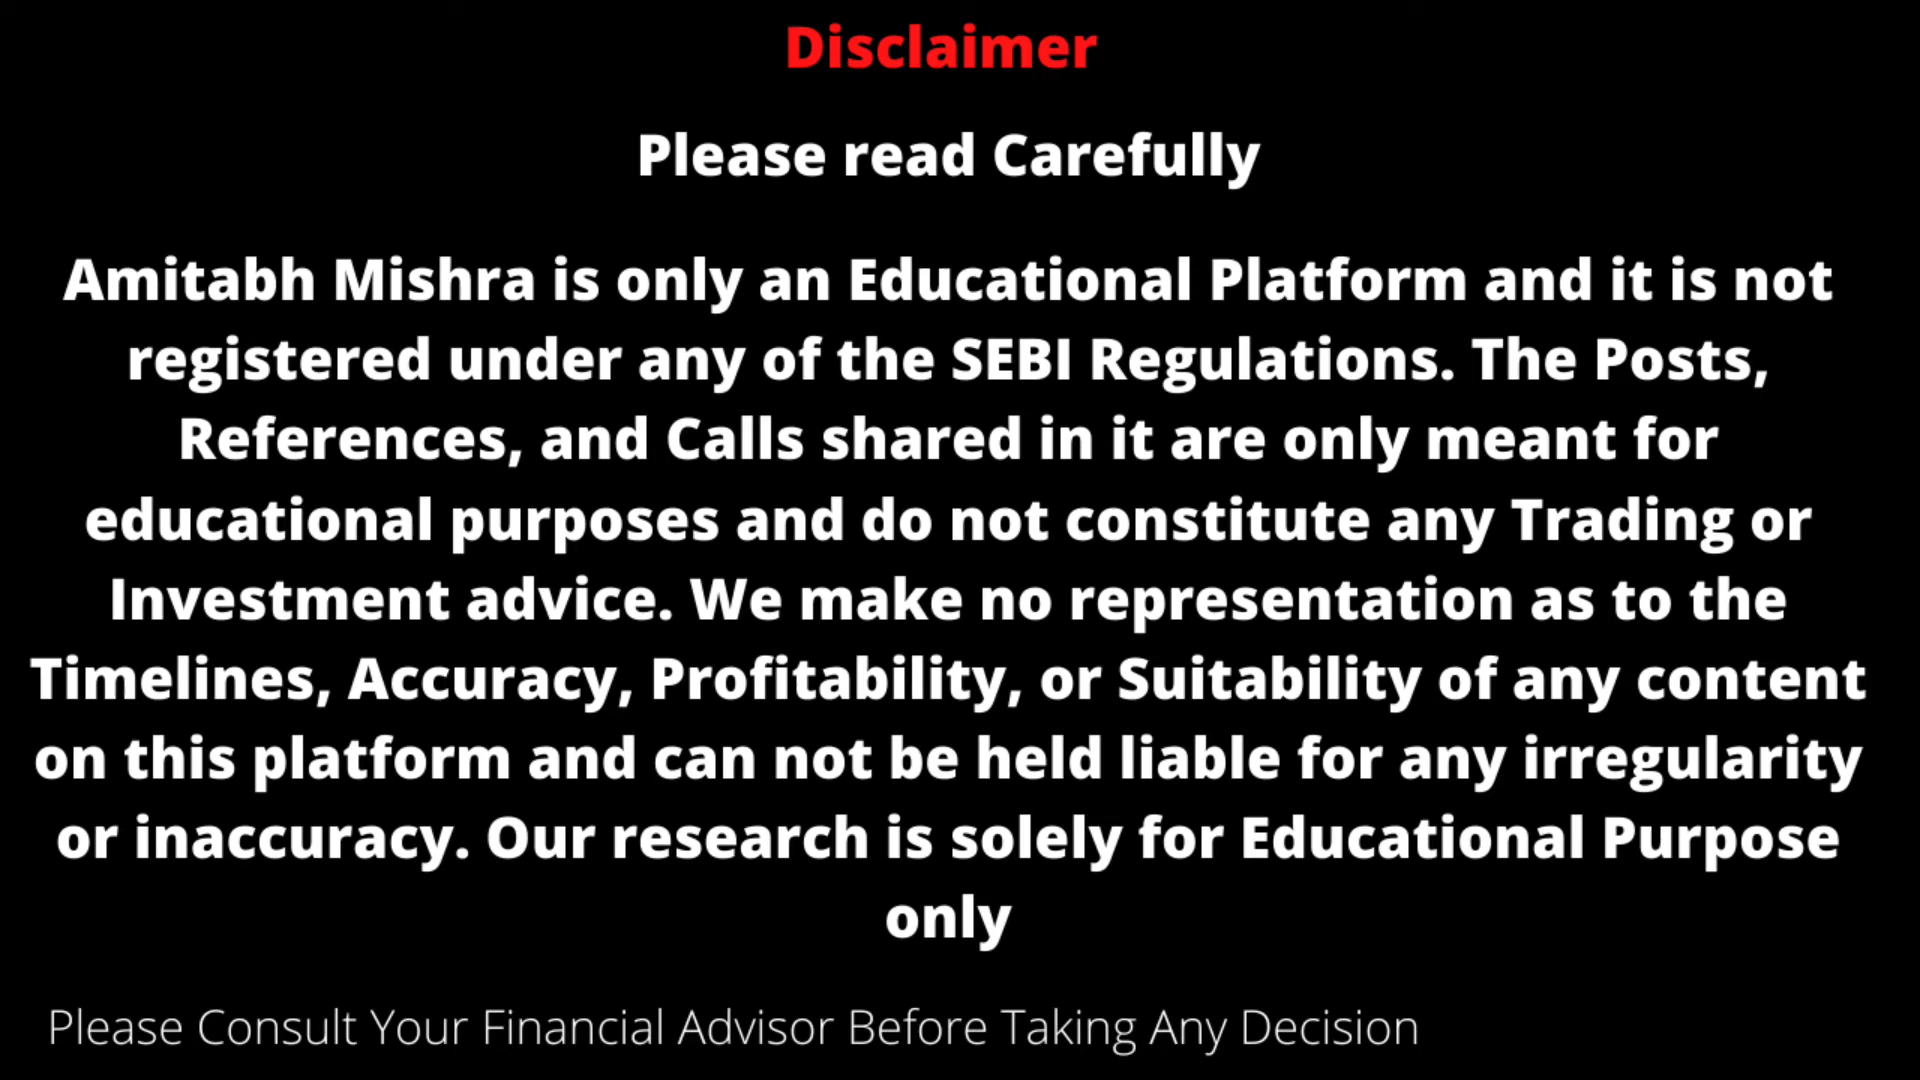 Disclaimer
Please read Carefully
Amitabh Mishra is only an Educational Platform and it is not
registered under any of the SEBI Regulations. The Posts,
References, and Calls shared in it are only meant for
educational purposes and do not constitute any Trading or
Investment advice. We make no representation as to the
Timelines, Accuracy, Profitability, or Suitability of any content
on this platform and can not be held liable for any irregularity
or inaccuracy. Our research is solely for Educational Purpose
only
Please Consult Your Financial Advisor Before Taking Any Decision